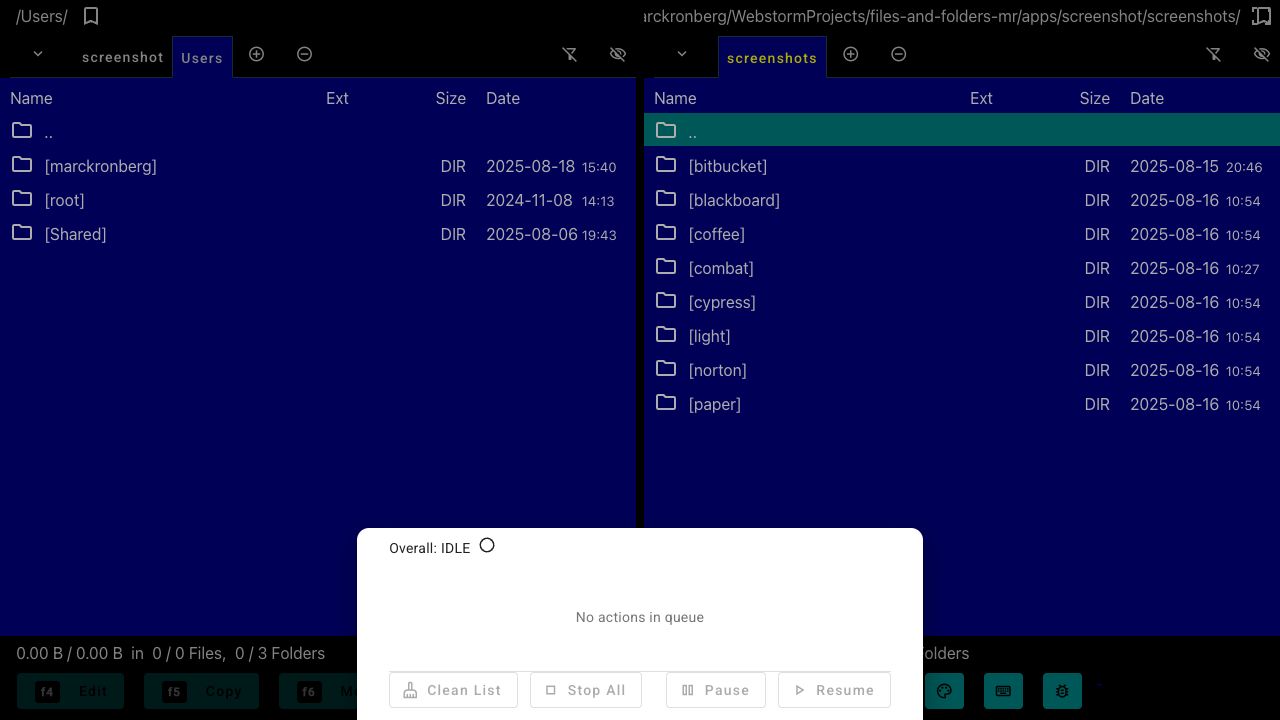 /Users/
screenshot
Users
Name Ext Size Date
..
[marckronberg] DIR 2025-08-18 15:40
[root] DIR 2024-11-08 14:13
[Shared] DIR 2025-08-06 19:43
0.00 B / 0.00 B in 0 / 0 Files, 0 / 3 Folders
rckronberg/WebstormProjects/files-and-folders-mr/apps/screenshot/screenshots/
screenshots
Name Ext Size Date
..
[bitbucket] DIR 2025-08-15 20:46
[blackboard] DIR 2025-08-16 10:54
[coffee] DIR 2025-08-16 10:54
[combat] DIR 2025-08-16 10:27
[cypress] DIR 2025-08-16 10:54
[light] DIR 2025-08-16 10:54
[norton] DIR 2025-08-16 10:54
[paper] DIR 2025-08-16 10:54
olders
f4 Edit f5 Copy f6 M
Overall: IDLE
No actions in queue
Clean List Stop All Pause Resume